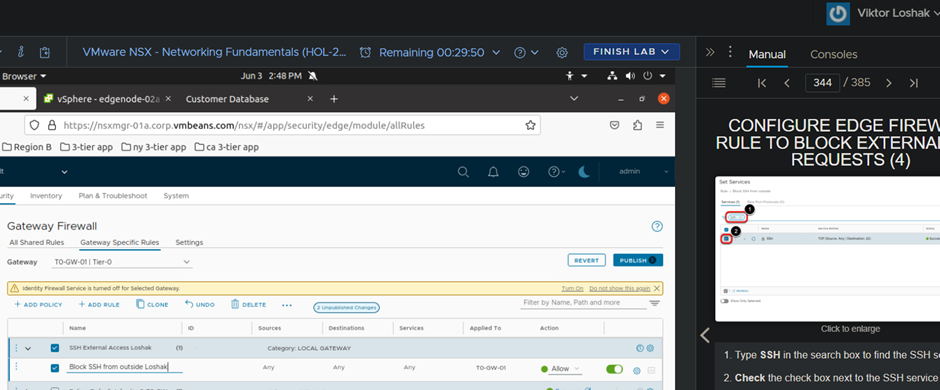 Viktor Loshak
VMware NSX - Networking Fundamentals (HOL-2... Remaining 00:29:50 FINISH LAB
Manual Consoles
Browser Jun 3 2:48 PM
344 / 385
vSphere - edgenode-02a Customer Database
https://nsxmgr-01a.corp.vmbeans.com/nsx/#/app/security/edge/module/allRules
Region B 3-tier app ny 3-tier app ca 3-tier app
CONFIGURE EDGE FIREW
RULE TO BLOCK EXTERNAL
REQUESTS (4)
admin
Inventory Plan & Troubleshoot System
Gateway Firewall
All Shared Rules Gateway Specific Rules Settings
Gateway T0-GW-01 | Tier-0 REVERT PUBLISH
Identity Firewall Service is turned off for Selected Gateway. Turn On Do not show this again
+ ADD POLICY + ADD RULE CLONE UNDO DELETE ... 2 Unpublished Changes Filter by Name, Path and more
Name ID Sources Destinations Services Applied To Action
SSH External Access Loshak (1) Category: LOCAL GATEWAY
Block SSH from outside Loshak Any Any Any T0-GW-01 Allow
Set Services
1
2
Click to enlarge
1. Type SSH in the search box to find the SSH se
2. Check the check box next to the SSH service